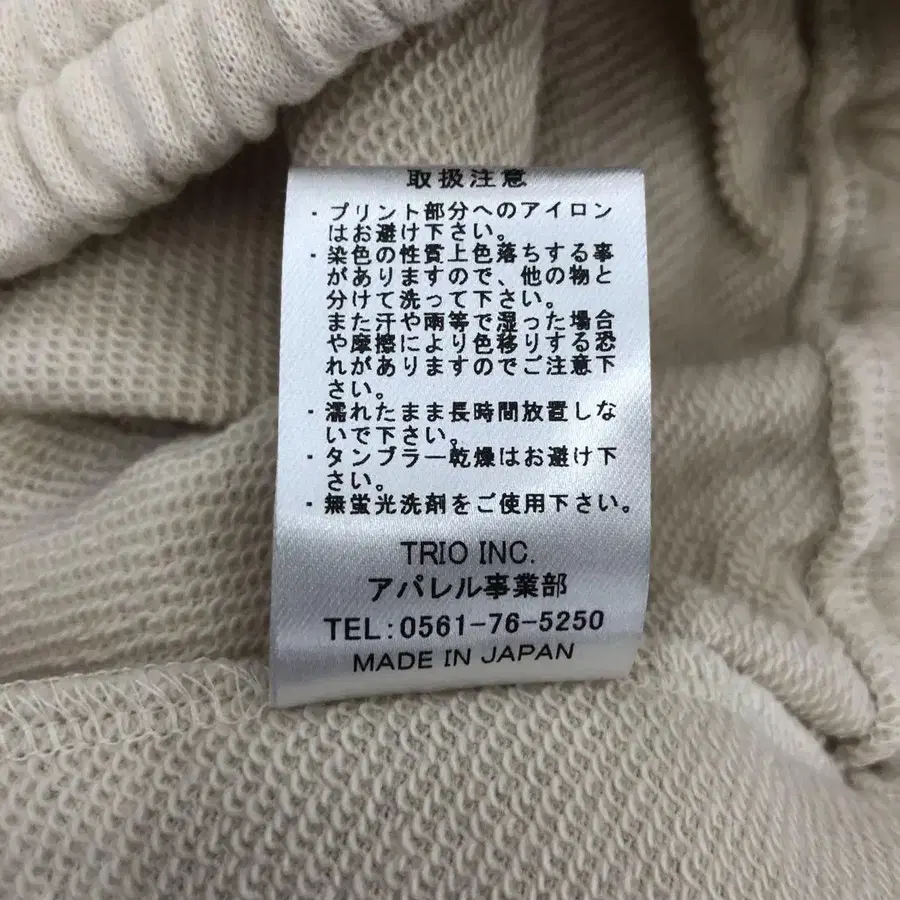 取扱注意
・プリント部分へのアイロン
はお避け下さい。
・染色の性質上色落ちする事
がありますので、他の物と
分けて洗って下さい。
また汗や雨等で湿った場合
や摩擦により色移りする恐
れがありますのでご注意下
さい。
・濡れたまま長時間放置しな
いで下さい。
・タンブラー乾燥はお避け下
さい。
・無蛍光洗剤をご使用下さい。
TRIO INC.
アパレル事業部
TEL:0561-76-5250
MADE IN JAPAN